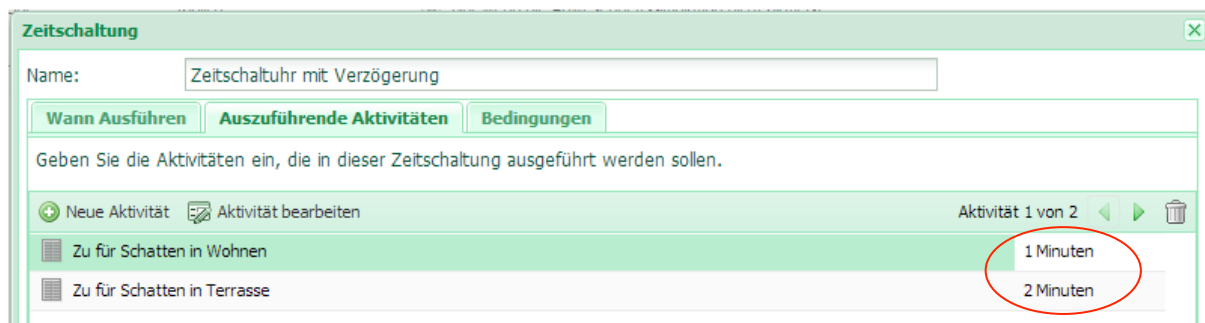 Zeitschaltung
Name: Zeitschaltuhr mit Verzögerung
Wann Ausführen Auszuführende Aktivitäten Bedingungen
Geben Sie die Aktivitäten ein, die in dieser Zeitschaltung ausgeführt werden sollen.
Neue Aktivität Aktivität bearbeiten Aktivität 1 von 2
Zu für Schatten in Wohnen 1 Minuten
Zu für Schatten in Terrasse 2 Minuten